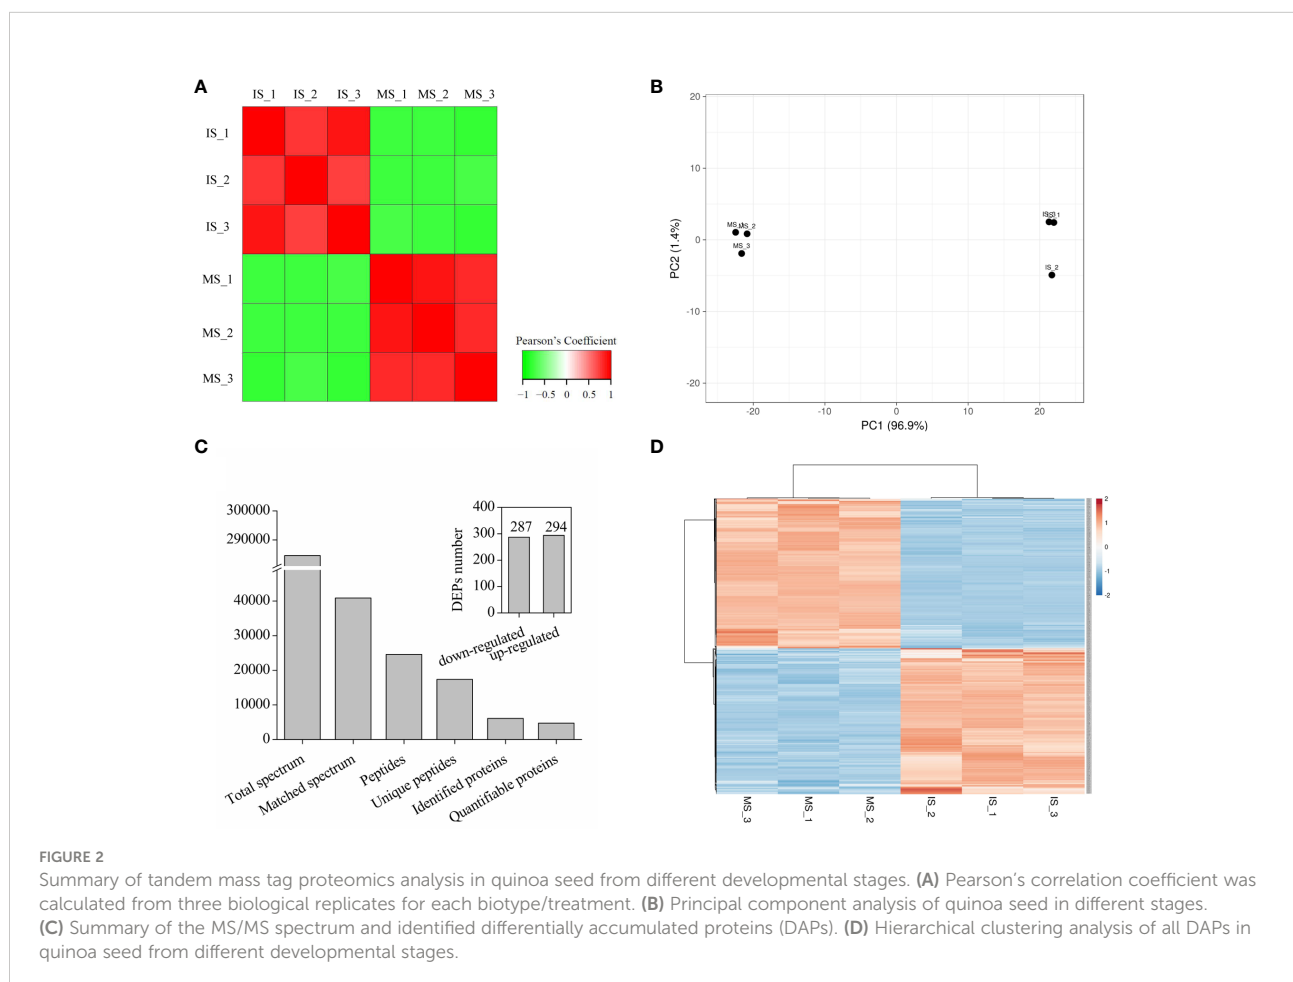 A
IS_1 IS_2 IS_3 MS_1 MS_2 MS_3
IS_1
IS_2
IS_3
MS_1
MS_2
MS_3
Pearson's Coefficient
−1 −0.5 0 0.5 1
B
20
10
0
-10
-20
PC2 (1.4%)
MS_1 MS_2
MS_3
IS_3 IS_1
IS_2
-20 -10 0 10 20
PC1 (96.9%)
C
300000
290000
40000
30000
20000
10000
0
Total spectrum
Matched spectrum
Peptides
Unique peptides
Identified proteins
Quantifiable proteins
DEPs number
400
300
200
100
0
287 294
down-regulated
up-regulated
D
2
1
0
-1
-2
MS_3 MS_1 MS_2 IS_2 IS_1 IS_3
FIGURE 2
Summary of tandem mass tag proteomics analysis in quinoa seed from different developmental stages. (A) Pearson's correlation coefficient was
calculated from three biological replicates for each biotype/treatment. (B) Principal component analysis of quinoa seed in different stages.
(C) Summary of the MS/MS spectrum and identified differentially accumulated proteins (DAPs). (D) Hierarchical clustering analysis of all DAPs in
quinoa seed from different developmental stages.